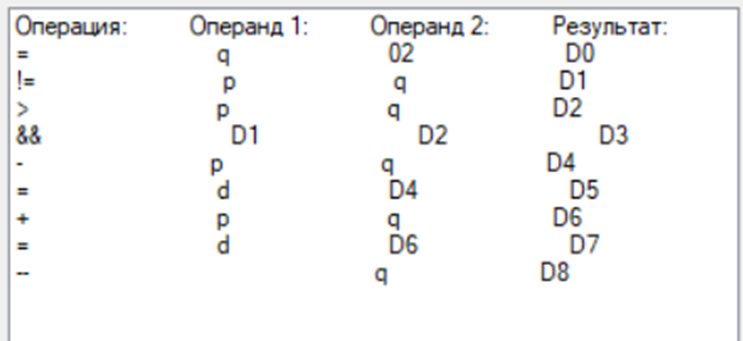 Операция: Операнд 1: Операнд 2: Результат:
= q 02 D0
!= p q D1
> p q D2
&& D1 D2 D3
- p q D4
= d D4 D5
+ p q D6
= d D6 D7
-- q D8